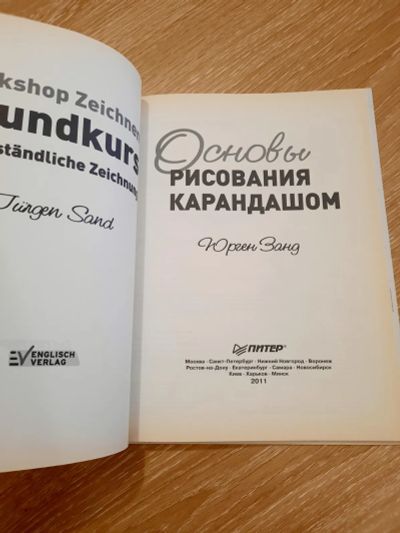 kshop Zeichnen
undkurs
ständliche Zeichnung
Jürgen Sand
ENGLISCH
VERLAG
Основы
РИСОВАНИЯ
КАРАНДАШОМ
Юрген Занд
ПИТЕР
Москва · Санкт-Петербург · Нижний Новгород · Воронеж
Ростов-на-Дону · Екатеринбург · Самара · Новосибирск
Киев · Харьков · Минск
2011